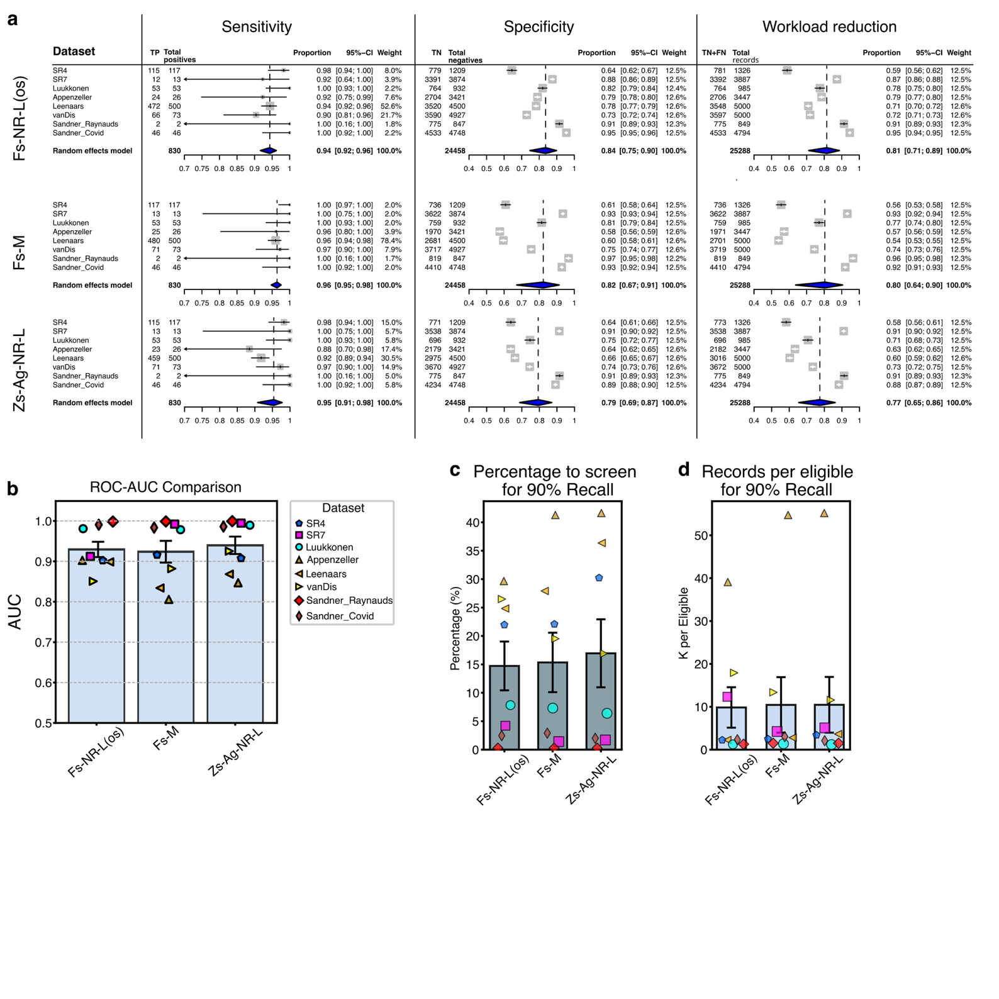 a
Sensitivity Specificity Workload reduction
Dataset TP Total positives Proportion 95%–CI Weight TN Total negatives Proportion 95%–CI Weight TN+FN Total records Proportion 95%–CI Weight
Fs-NR-L(os)
SR4 115 117 0.98 [0.94; 1.00] 8.0% 779 1209 0.64 [0.62; 0.67] 12.5% 781 1326 0.59 [0.56; 0.62] 12.5%
SR7 12 13 0.92 [0.64; 1.00] 3.9% 3391 3874 0.88 [0.86; 0.89] 12.5% 3392 3887 0.87 [0.86; 0.88] 12.5%
Luukkonen 53 53 1.00 [0.93; 1.00] 2.2% 764 932 0.82 [0.79; 0.84] 12.4% 764 985 0.78 [0.75; 0.80] 12.5%
Appenzeller 24 26 0.92 [0.75; 0.99] 7.6% 2704 3421 0.79 [0.78; 0.80] 12.6% 2706 3447 0.79 [0.77; 0.80] 12.5%
Leenaars 472 500 0.94 [0.92; 0.96] 52.6% 3520 4500 0.78 [0.77; 0.79] 12.6% 3548 5000 0.71 [0.70; 0.72] 12.5%
vanDis 66 73 0.90 [0.81; 0.96] 21.7% 3590 4927 0.73 [0.72; 0.74] 12.6% 3597 5000 0.72 [0.71; 0.73] 12.5%
Sandner_Raynauds 2 2 1.00 [0.16; 1.00] 1.8% 775 847 0.91 [0.89; 0.93] 12.3% 775 849 0.91 [0.89; 0.93] 12.3%
Sandner_Covid 46 46 1.00 [0.92; 1.00] 2.2% 4533 4748 0.95 [0.95; 0.96] 12.5% 4533 4794 0.95 [0.94; 0.95] 12.5%
Random effects model 830 0.94 [0.92; 0.96] 100.0% 24458 0.84 [0.75; 0.90] 100.0% 25288 0.81 [0.71; 0.89] 100.0%
0.7 0.75 0.8 0.85 0.9 0.95 1 0.4 0.5 0.6 0.7 0.8 0.9 1 0.4 0.5 0.6 0.7 0.8 0.9 1
Fs-M
SR4 117 117 1.00 [0.97; 1.00] 2.0% 736 1209 0.61 [0.58; 0.64] 12.5% 736 1326 0.56 [0.53; 0.58] 12.5%
SR7 13 13 1.00 [0.75; 1.00] 2.0% 3622 3874 0.93 [0.93; 0.94] 12.5% 3622 3887 0.93 [0.92; 0.94] 12.5%
Luukkonen 53 53 1.00 [0.93; 1.00] 2.0% 759 932 0.81 [0.79; 0.84] 12.5% 759 985 0.77 [0.74; 0.80] 12.5%
Appenzeller 25 26 0.96 [0.80; 1.00] 3.9% 1970 3421 0.58 [0.56; 0.59] 12.6% 1971 3447 0.57 [0.56; 0.59] 12.5%
Leenaars 480 500 0.96 [0.94; 0.98] 78.4% 2681 4500 0.60 [0.58; 0.61] 12.6% 2701 5000 0.54 [0.53; 0.55] 12.5%
vanDis 71 73 0.97 [0.90; 1.00] 7.9% 3717 4927 0.75 [0.74; 0.77] 12.6% 3719 5000 0.74 [0.73; 0.76] 12.5%
Sandner_Raynauds 2 2 1.00 [0.16; 1.00] 1.7% 819 847 0.97 [0.95; 0.98] 12.2% 819 849 0.96 [0.95; 0.98] 12.3%
Sandner_Covid 46 46 1.00 [0.92; 1.00] 2.0% 4410 4748 0.93 [0.92; 0.94] 12.5% 4410 4794 0.92 [0.91; 0.93] 12.5%
Random effects model 830 0.96 [0.95; 0.98] 100.0% 24458 0.82 [0.67; 0.91] 100.0% 25288 0.80 [0.64; 0.90] 100.0%
0.7 0.75 0.8 0.85 0.9 0.95 1 0.4 0.5 0.6 0.7 0.8 0.9 1 0.4 0.5 0.6 0.7 0.8 0.9 1
Zs-Ag-NR-L
SR4 115 117 0.98 [0.94; 1.00] 15.0% 771 1209 0.64 [0.61; 0.66] 12.5% 773 1326 0.58 [0.56; 0.61] 12.5%
SR7 13 13 1.00 [0.75; 1.00] 5.7% 3538 3874 0.91 [0.90; 0.92] 12.5% 3538 3887 0.91 [0.90; 0.92] 12.5%
Luukkonen 53 53 1.00 [0.93; 1.00] 5.8% 696 932 0.75 [0.72; 0.77] 12.5% 696 985 0.71 [0.68; 0.73] 12.5%
Appenzeller 23 26 0.88 [0.70; 0.98] 17.4% 2179 3421 0.64 [0.62; 0.65] 12.6% 2182 3447 0.63 [0.62; 0.65] 12.5%
Leenaars 459 500 0.92 [0.89; 0.94] 30.5% 2975 4500 0.66 [0.65; 0.67] 12.6% 3016 5000 0.60 [0.59; 0.62] 12.6%
vanDis 71 73 0.97 [0.90; 1.00] 14.9% 3670 4927 0.74 [0.73; 0.76] 12.6% 3672 5000 0.73 [0.72; 0.75] 12.5%
Sandner_Raynauds 2 2 1.00 [0.16; 1.00] 5.0% 775 847 0.91 [0.89; 0.93] 12.3% 775 849 0.91 [0.89; 0.93] 12.3%
Sandner_Covid 46 46 1.00 [0.92; 1.00] 5.8% 4234 4748 0.89 [0.88; 0.90] 12.5% 4234 4794 0.88 [0.87; 0.89] 12.5%
Random effects model 830 0.95 [0.91; 0.98] 100.0% 24458 0.79 [0.69; 0.87] 100.0% 25288 0.77 [0.65; 0.86] 100.0%
0.7 0.75 0.8 0.85 0.9 0.95 1 0.4 0.5 0.6 0.7 0.8 0.9 1 0.4 0.5 0.6 0.7 0.8 0.9 1
b
ROC-AUC Comparison
AUC
1.0
0.9
0.8
0.7
0.6
0.5
Fs-NR-L(os) Fs-M Zs-Ag-NR-L
Dataset
SR4
SR7
Luukkonen
Appenzeller
Leenaars
vanDis
Sandner_Raynauds
Sandner_Covid
c
Percentage to screen
for 90% Recall
Percentage (%)
40
35
30
25
20
15
10
5
0
Fs-NR-L(os) Fs-M Zs-Ag-NR-L
d
Records per eligible
for 90% Recall
K per Eligible
50
40
30
20
10
0
Fs-NR-L(os) Fs-M Zs-Ag-NR-L